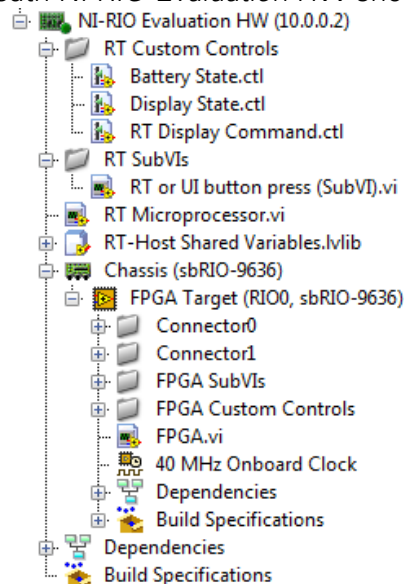 NI-RIO Evaluation HW (10.0.0.2)
RT Custom Controls
Battery State.ctl
Display State.ctl
RT Display Command.ctl
RT SubVIs
RT or UI button press (SubVI).vi
RT Microprocessor.vi
RT-Host Shared Variables.lvlib
Chassis (sbRIO-9636)
FPGA Target (RIO0, sbRIO-9636)
Connector0
Connector1
FPGA SubVIs
FPGA Custom Controls
FPGA.vi
40 MHz Onboard Clock
Dependencies
Build Specifications
Dependencies
Build Specifications